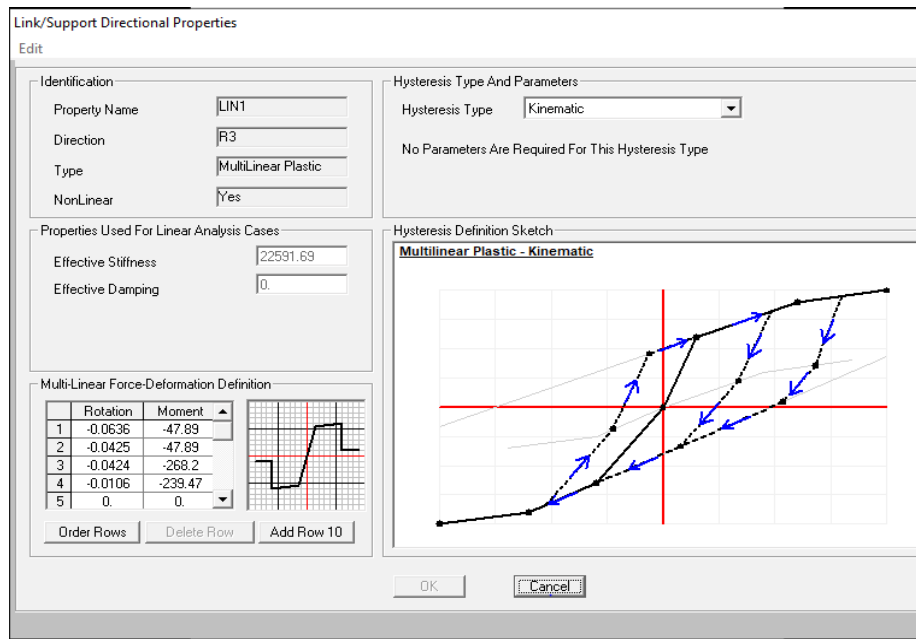 Link/Support Directional Properties
Edit
Identification
Property Name LIN1
Direction R3
Type MultiLinear Plastic
NonLinear Yes
Hysteresis Type And Parameters
Hysteresis Type Kinematic
No Parameters Are Required For This Hysteresis Type
Properties Used For Linear Analysis Cases
Effective Stiffness 22591.69
Effective Damping 0.
Hysteresis Definition Sketch
Multilinear Plastic - Kinematic
Multi-Linear Force-Deformation Definition
Rotation Moment
1 -0.0636 -47.89
2 -0.0425 -47.89
3 -0.0424 -268.2
4 -0.0106 -239.47
5 0. 0.
Order Rows Delete Row Add Row 10
OK Cancel